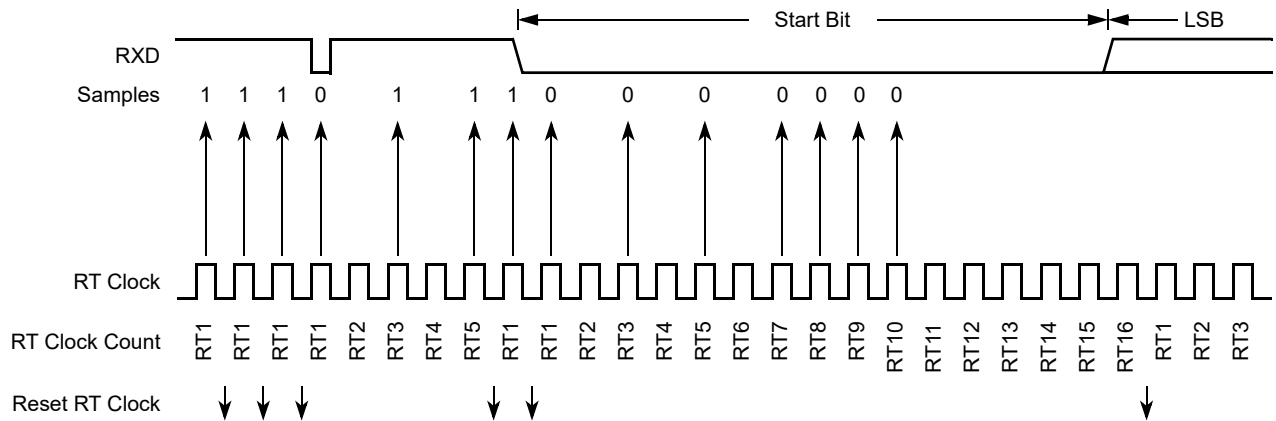 Start Bit
LSB
RXD
Samples 1 1 1 0 1 1 1 0 0 0 0 0 0 0
RT Clock
RT Clock Count RT1 RT1 RT1 RT1 RT2 RT3 RT4 RT5 RT1 RT1 RT2 RT3 RT4 RT5 RT6 RT7 RT8 RT9 RT10 RT11 RT12 RT13 RT14 RT15 RT16 RT1 RT2 RT3
Reset RT Clock